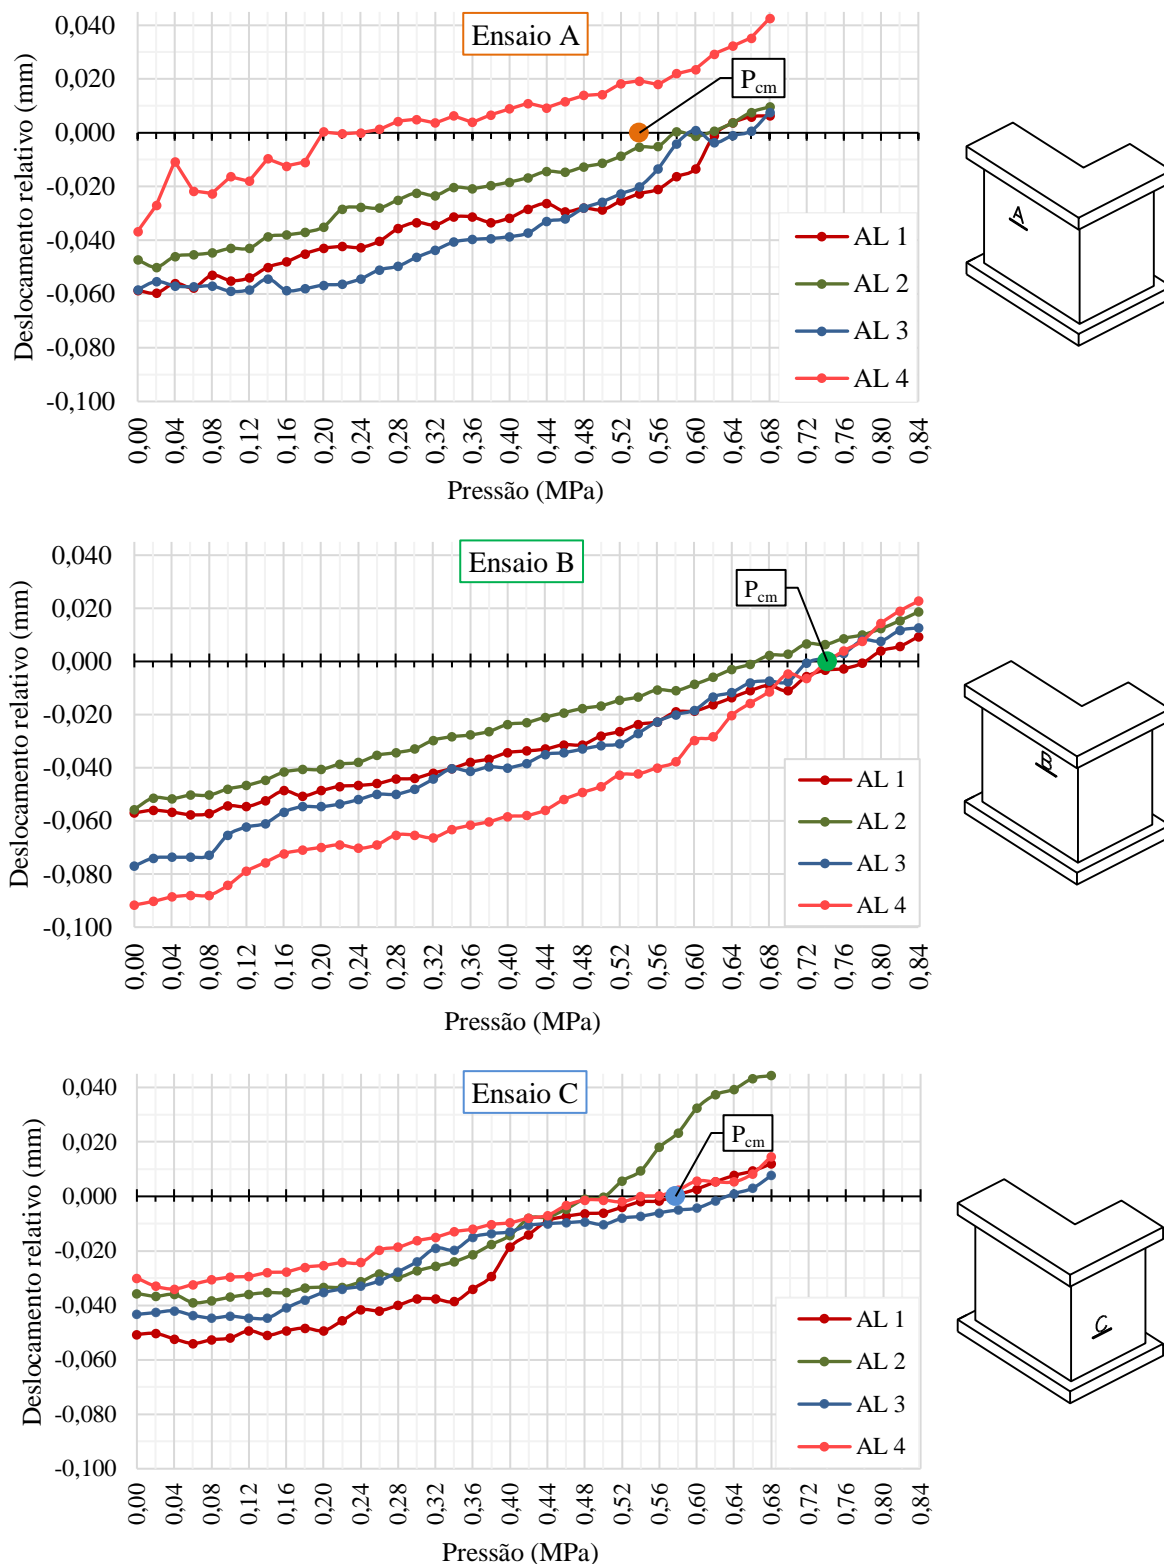 Ensaio A
Deslocamento relativo (mm)
0,040
0,020
0,000
-0,020
-0,040
-0,060
-0,080
-0,100
P_cm
AL 1
AL 2
AL 3
AL 4
0,00 0,04 0,08 0,12 0,16 0,20 0,24 0,28 0,32 0,36 0,40 0,44 0,48 0,52 0,56 0,60 0,64 0,68 0,72 0,76 0,80 0,84
Pressão (MPa)
A
Ensaio B
Deslocamento relativo (mm)
0,040
0,020
0,000
-0,020
-0,040
-0,060
-0,080
-0,100
P_cm
AL 1
AL 2
AL 3
AL 4
0,00 0,04 0,08 0,12 0,16 0,20 0,24 0,28 0,32 0,36 0,40 0,44 0,48 0,52 0,56 0,60 0,64 0,68 0,72 0,76 0,80 0,84
Pressão (MPa)
B
Ensaio C
Deslocamento relativo (mm)
0,040
0,020
0,000
-0,020
-0,040
-0,060
-0,080
-0,100
P_cm
AL 1
AL 2
AL 3
AL 4
0,00 0,04 0,08 0,12 0,16 0,20 0,24 0,28 0,32 0,36 0,40 0,44 0,48 0,52 0,56 0,60 0,64 0,68 0,72 0,76 0,80 0,84
Pressão (MPa)
C